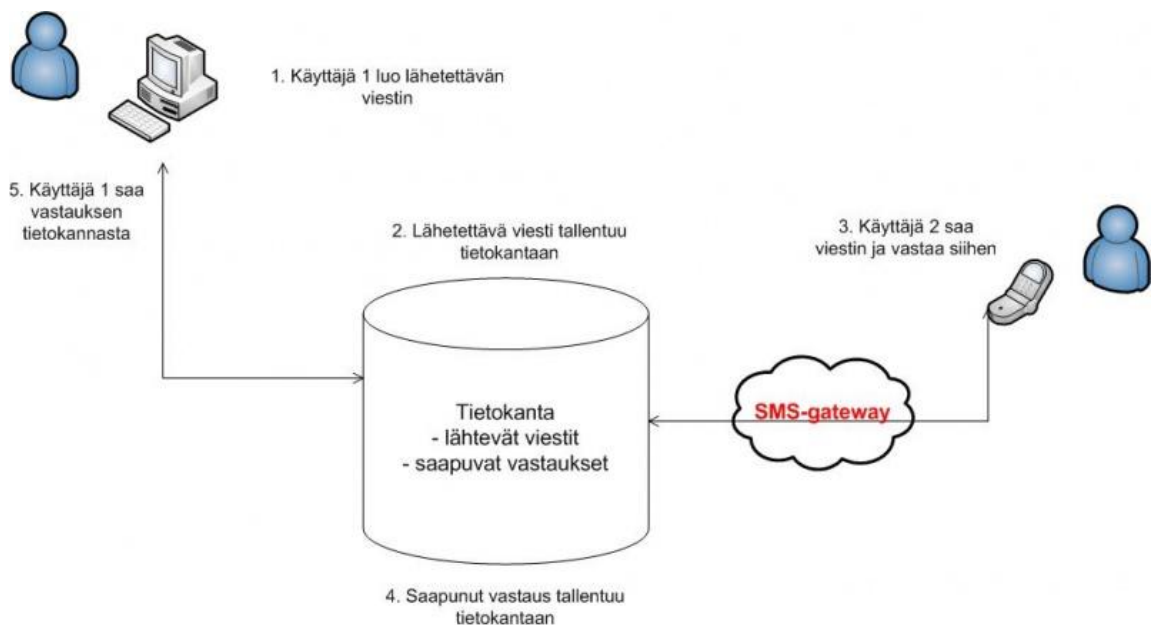 1. Käyttäjä 1 luo lähetettävän
viestin
5. Käyttäjä 1 saa
vastauksen
tietokannasta
2. Lähetettävä viesti tallentuu
tietokantaan
3. Käyttäjä 2 saa
viestin ja vastaa siihen
Tietokanta
- lähtevät viestit
- saapuvat vastaukset
SMS-gateway
4. Saapunut vastaus tallentuu
tietokantaan